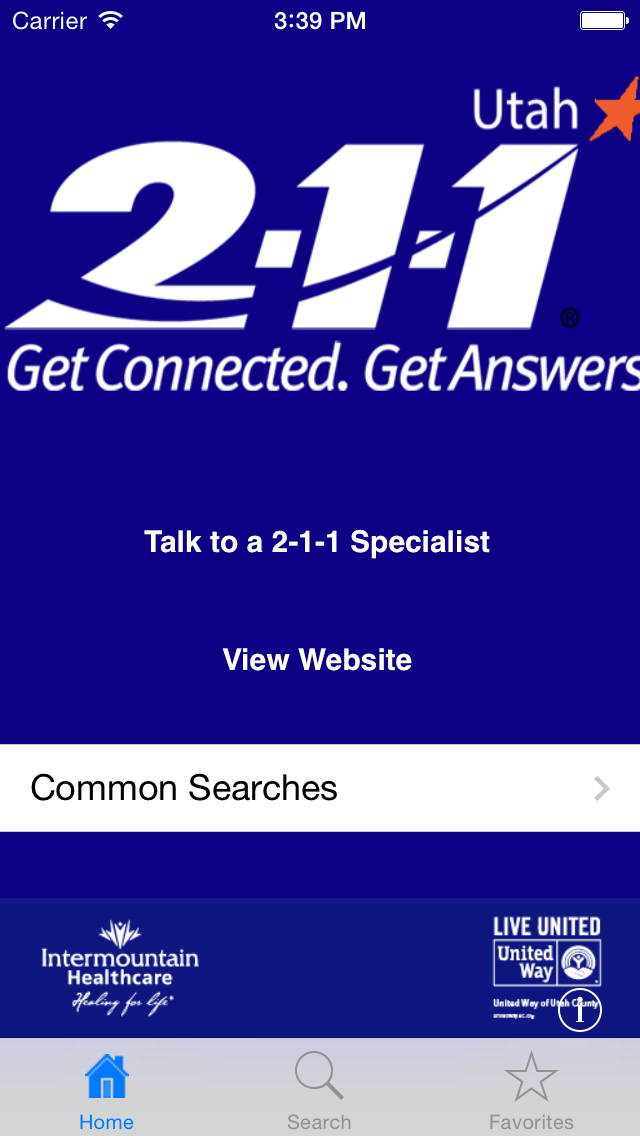 Carrier 3:39 PM
Utah
2-1-1 ®
Get Connected. Get Answers
Talk to a 2-1-1 Specialist
View Website
Common Searches
Intermountain
Healthcare
Healing for life®
LIVE UNITED
United
Way
United Way of Utah County
i
Home Search Favorites